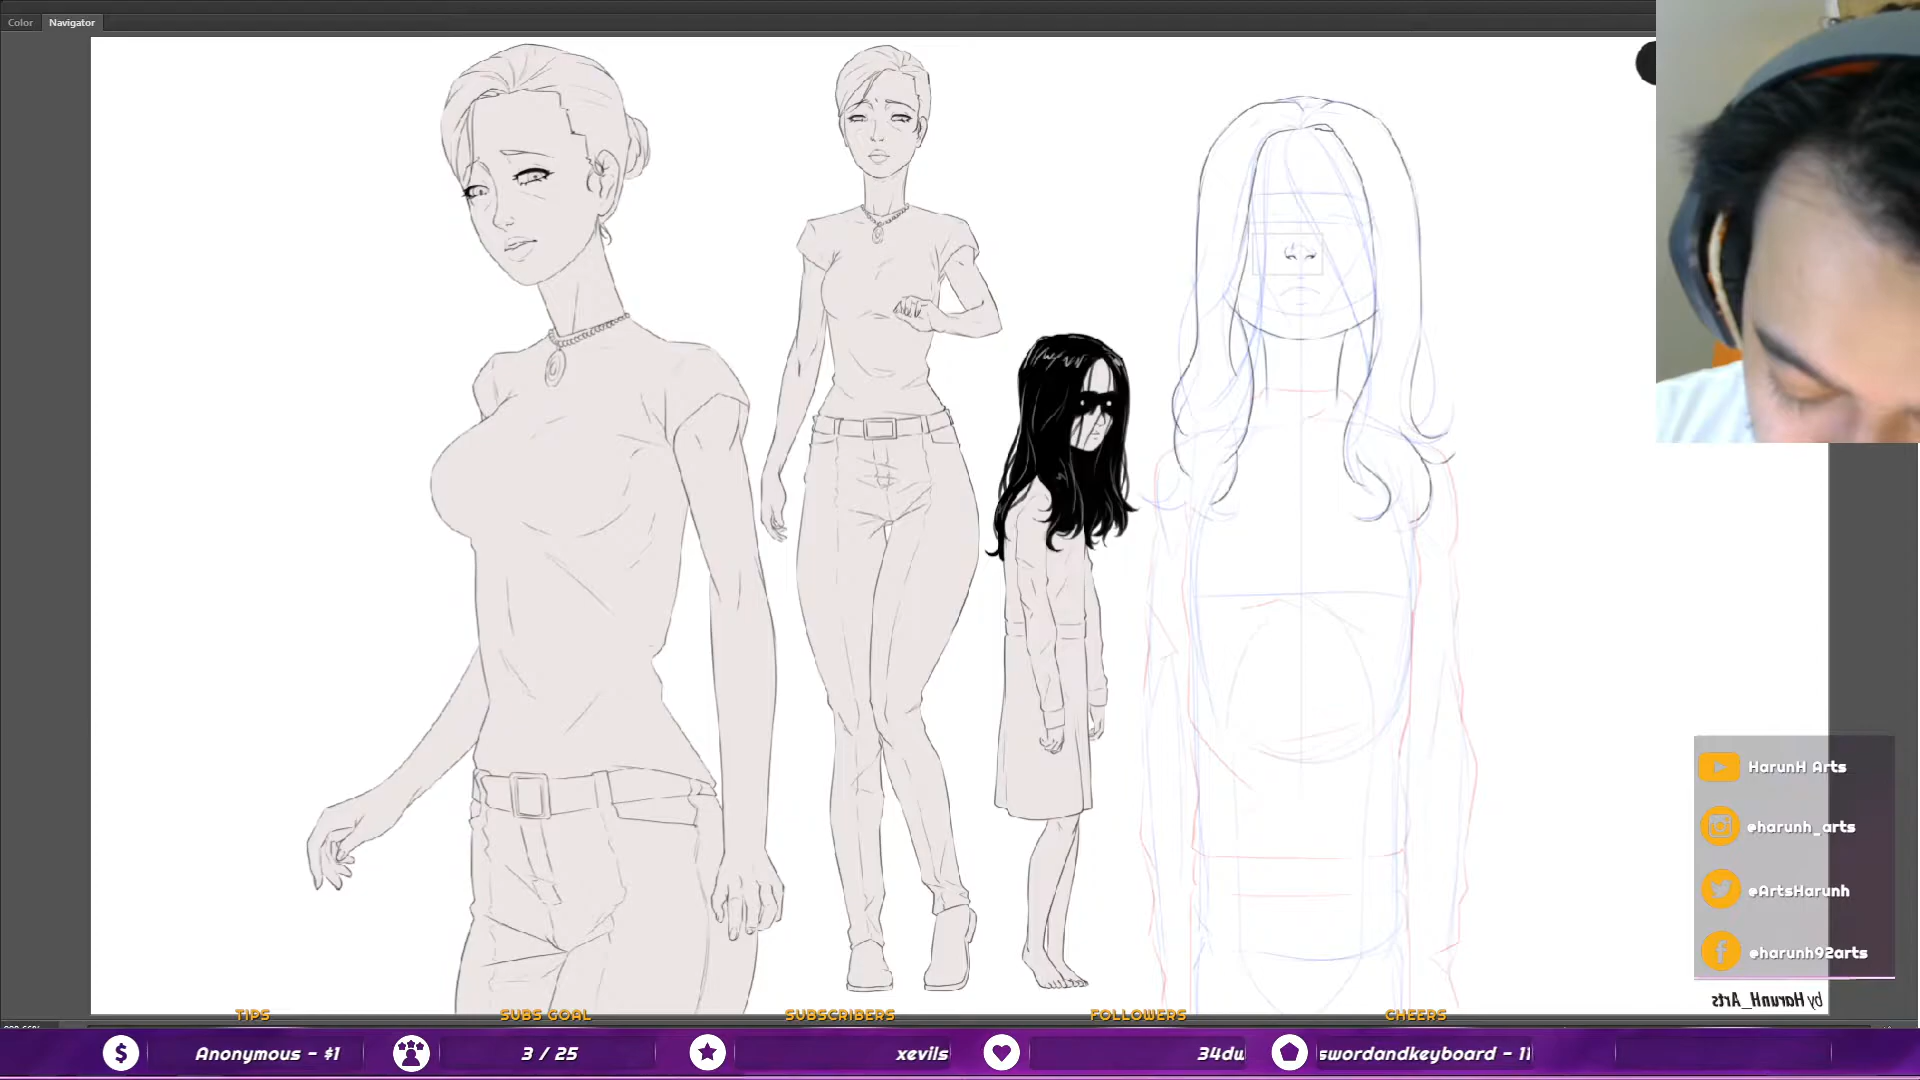 Color Navigator
HarunH Arts
@harunh_arts
@ArtsHarunh
@harunh92arts
by HarunH_Arts
TIPS SUBS GOAL SUBSCRIBERS FOLLOWERS CHEERS
Anonymous - $1 3 / 25 xevils 34du swordandkeyboard - 11